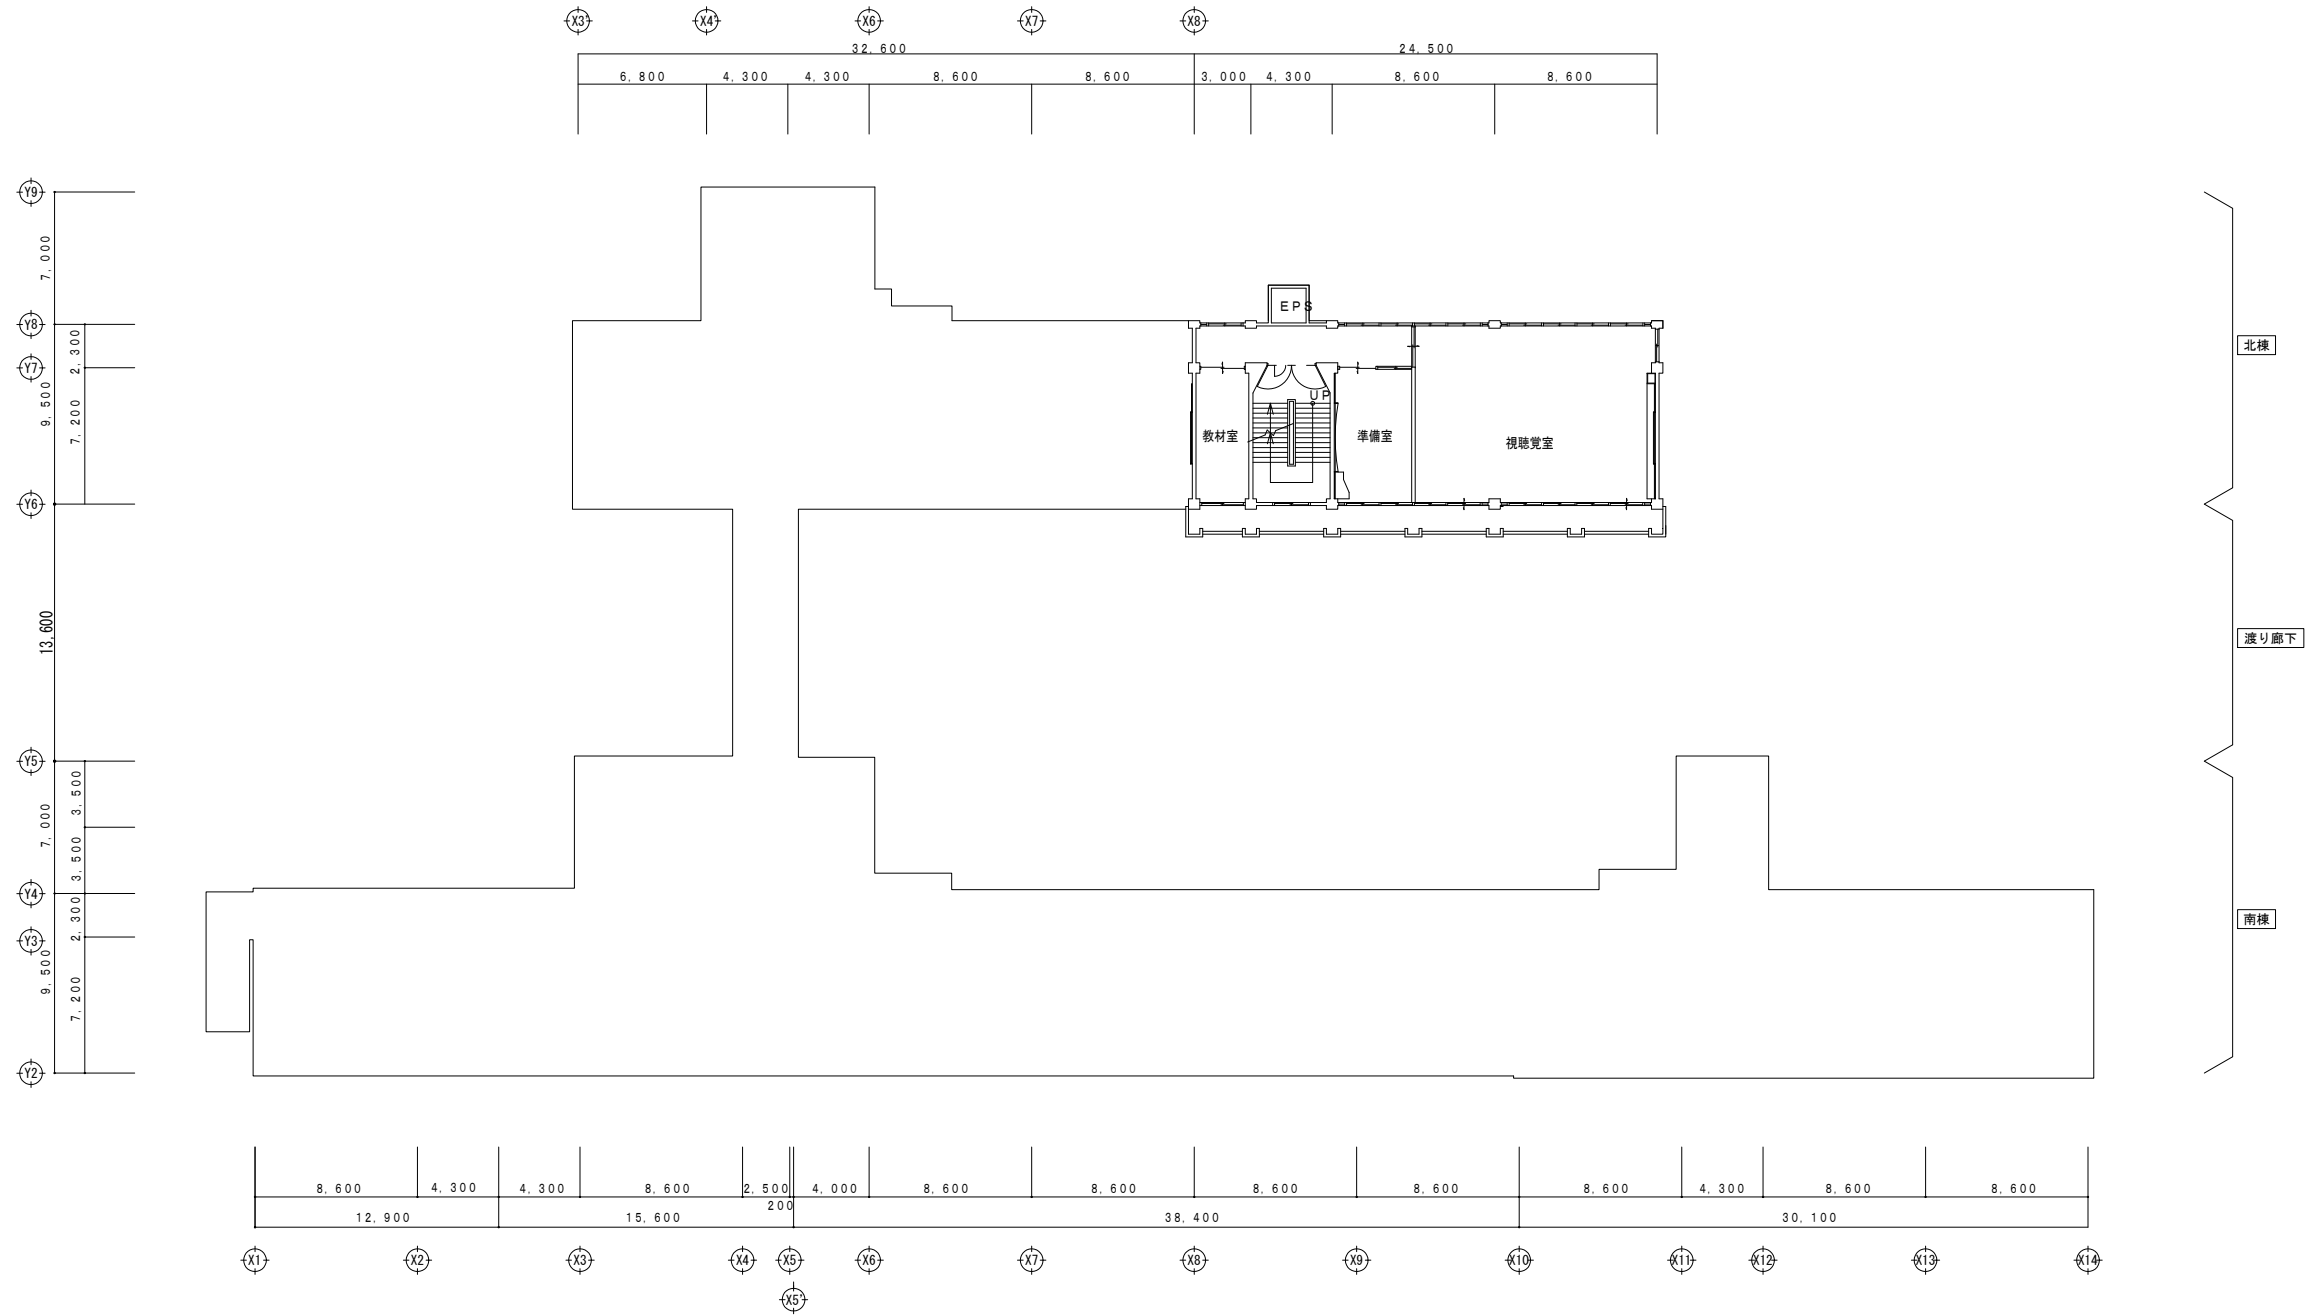 X3' X4' X6 X7 X8
32,600 24,500
6,800 4,300 4,300 8,600 8,600 3,000 4,300 8,600 8,600
Y9
7,000
EPS
Y8
2,300
北棟
Y7
9,500
7,200
UP
教材室 準備室 視聴覚室
Y6
13,600
渡り廊下
Y5
3,500
7,000
3,500
Y4
2,300
南棟
Y3
9,500
7,200
Y2
8,600 4,300 4,300 8,600 2,500 4,000 8,600 8,600 8,600 8,600 8,600 4,300 8,600 8,600
200
12,900 15,600 38,400 30,100
X1 X2 X3 X4 X5 X6 X7 X8 X9 X10 X11 X12 X13 X14
X5'